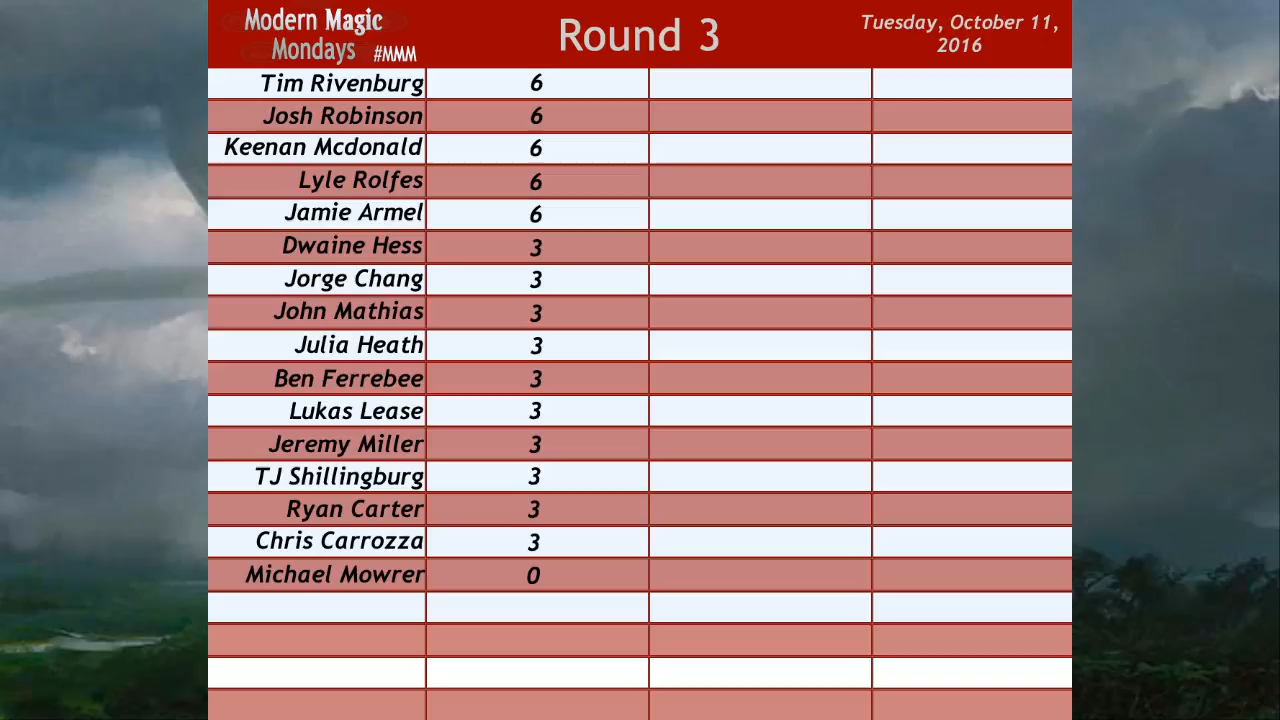 Modern Magic
Mondays #MMM
Round 3
Tuesday, October 11,
2016
Tim Rivenburg 6
Josh Robinson 6
Keenan Mcdonald 6
Lyle Rolfes 6
Jamie Armel 6
Dwaine Hess 3
Jorge Chang 3
John Mathias 3
Julia Heath 3
Ben Ferrebee 3
Lukas Lease 3
Jeremy Miller 3
TJ Shillingburg 3
Ryan Carter 3
Chris Carrozza 3
Michael Mowrer 0